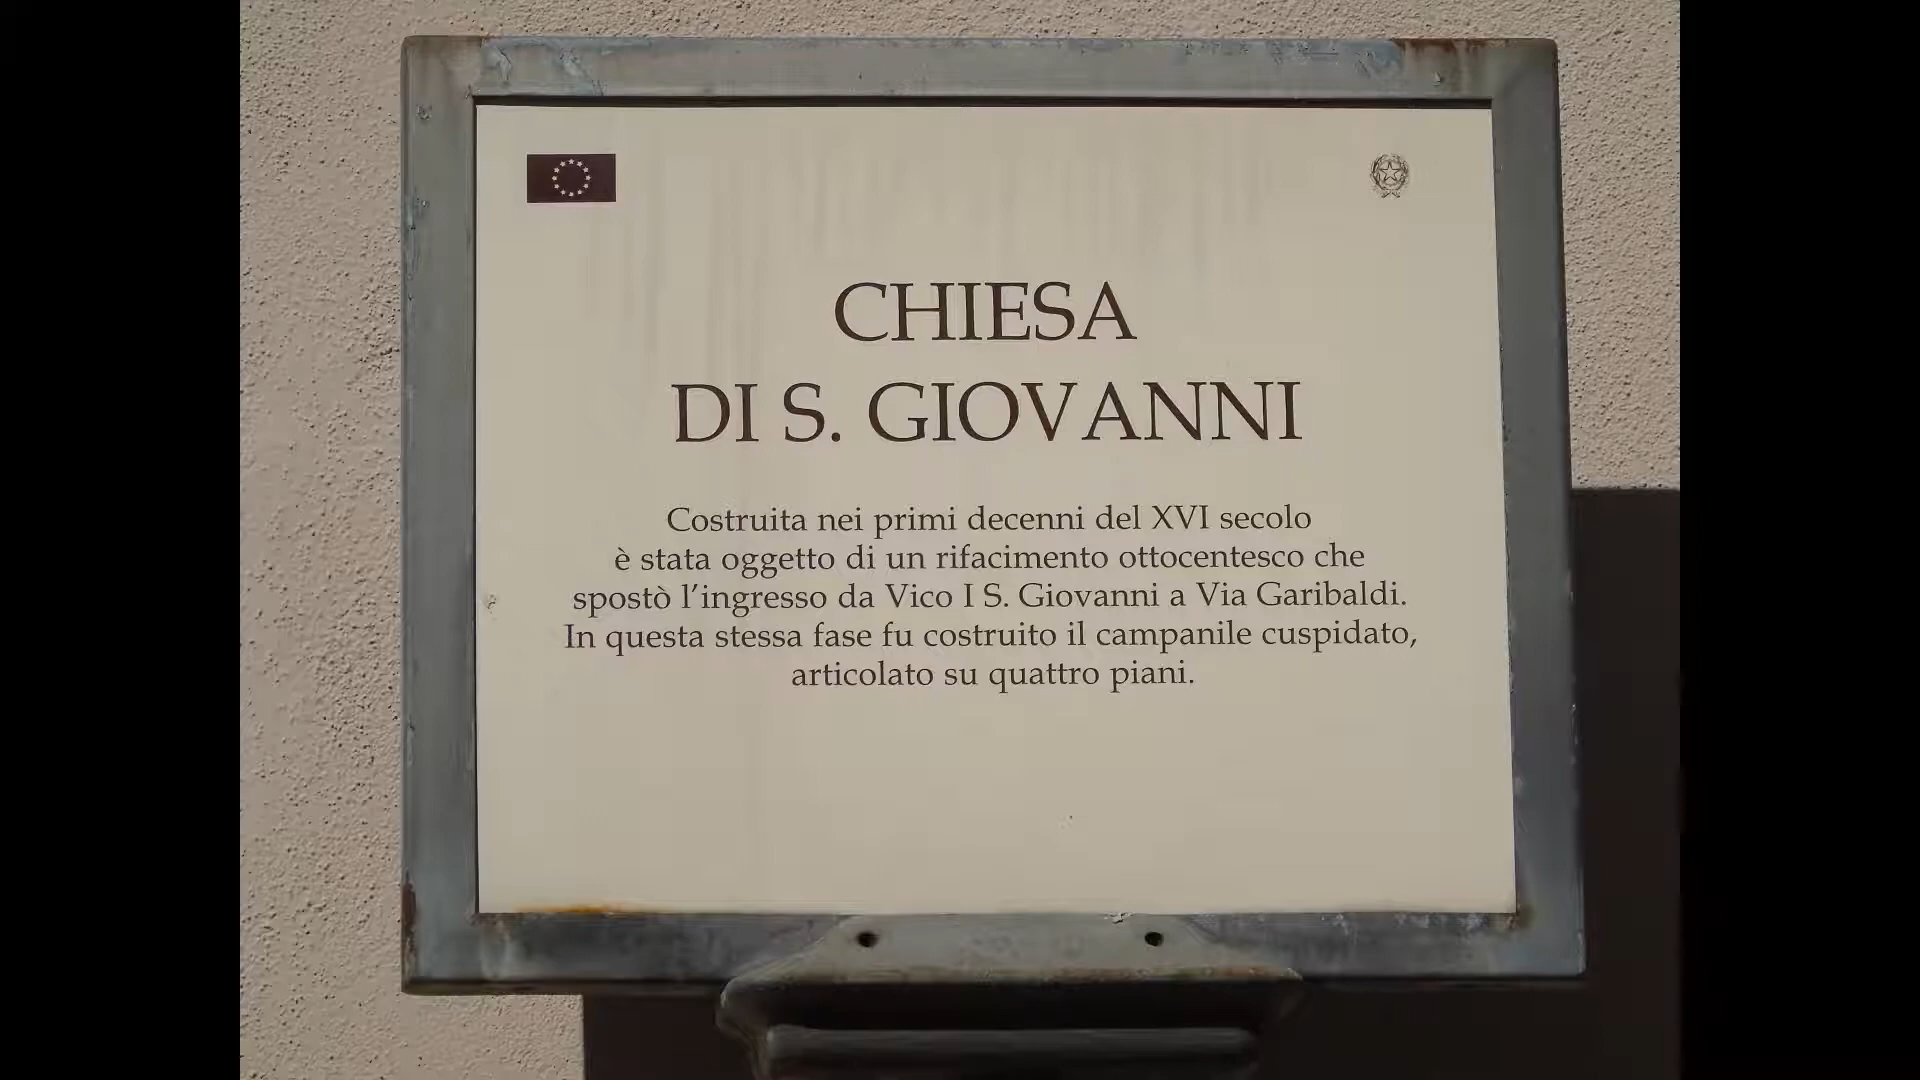 CHIESA
DI S. GIOVANNI
Costruita nei primi decenni del XVI secolo
è stata oggetto di un rifacimento ottocentesco che
spostò l'ingresso da Vico I S. Giovanni a Via Garibaldi.
In questa stessa fase fu costruito il campanile cuspidato,
articolato su quattro piani.